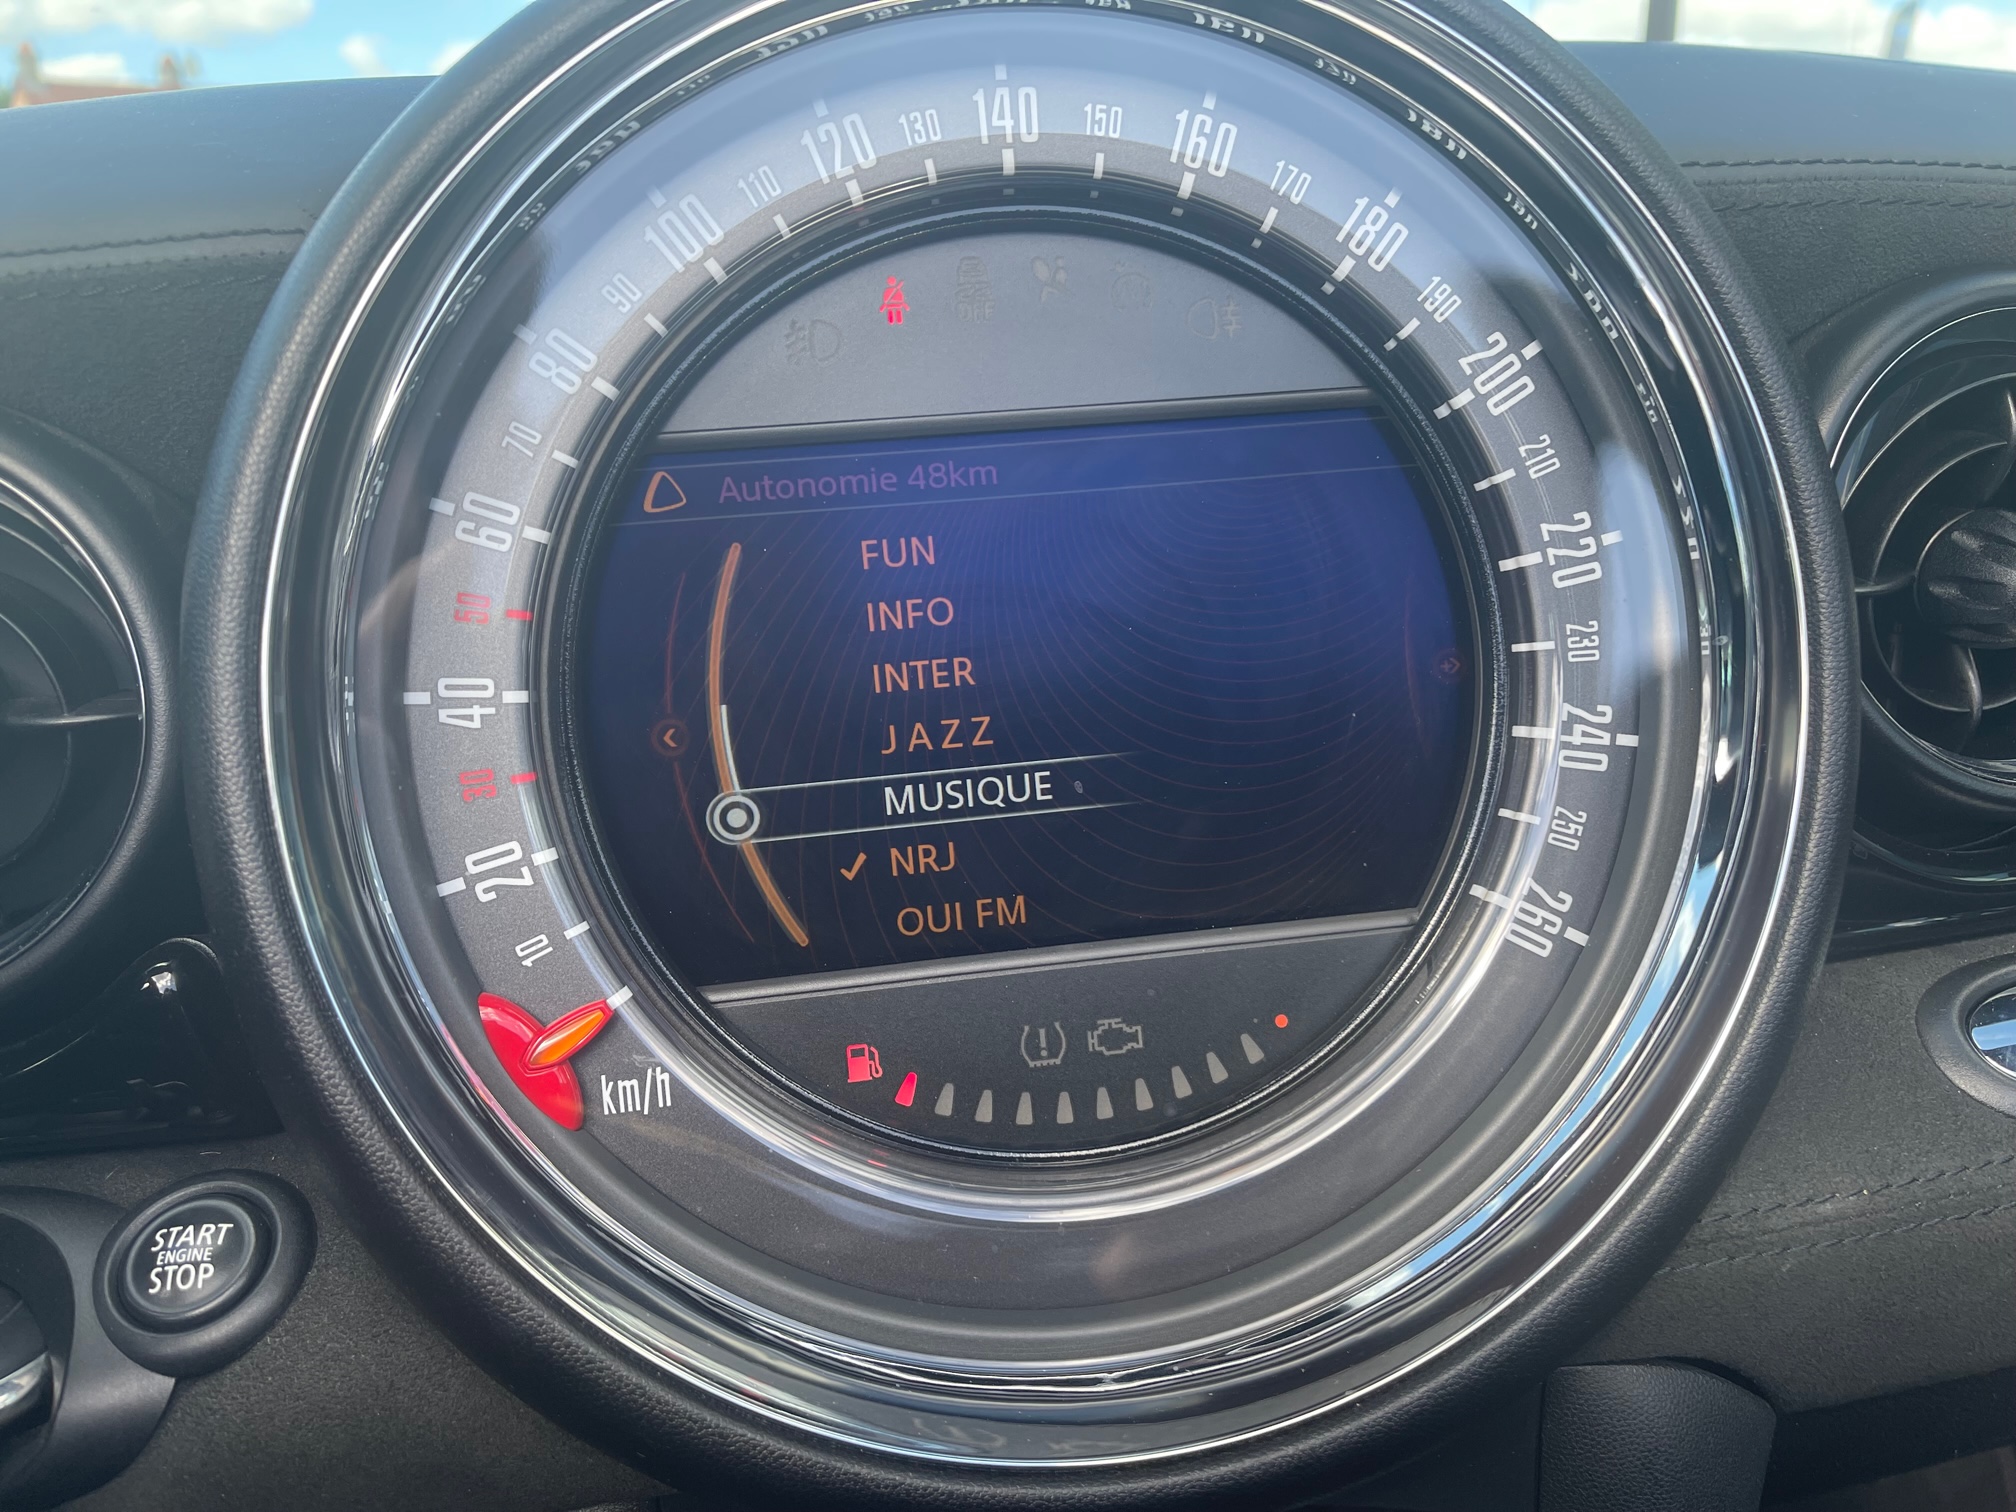 10
20
30
40
50
60
70
80
90
100
110
120
130
140
150
160
170
180
190
200
210
220
230
240
250
260
km/h
OFF
Autonomie 48km
FUN
INFO
INTER
JAZZ
MUSIQUE
NRJ
OUI FM
START
ENGINE
STOP